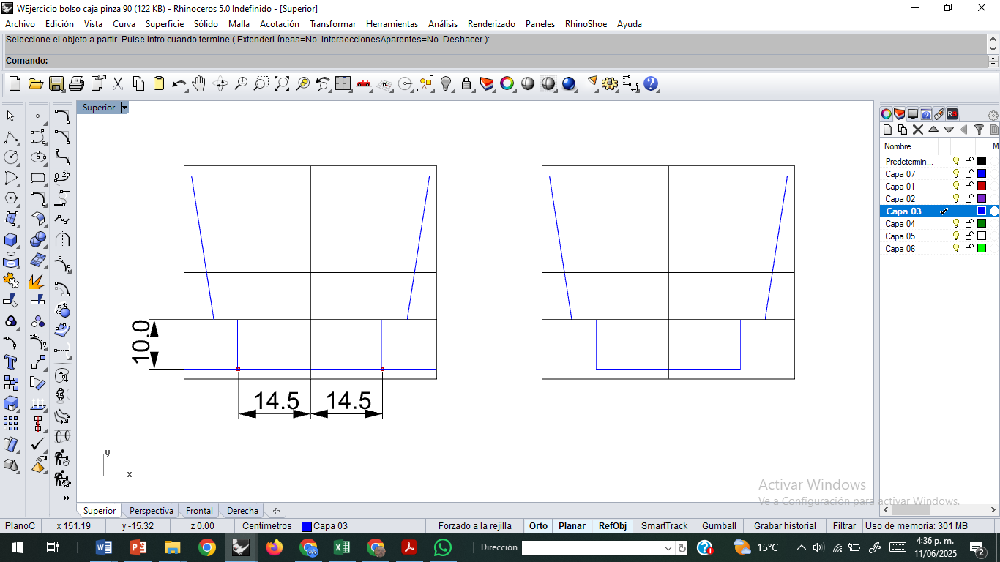 WEjercicio bolso caja pinza 90 (122 KB) - Rhinoceros 5.0 Indefinido - [Superior]
Archivo Edición Vista Curva Superficie Sólido Malla Acotación Transformar Herramientas Análisis Renderizado Paneles RhinoShoe Ayuda
Seleccione el objeto a partir. Pulse Intro cuando termine ( ExtenderLíneas=No InterseccionesAparentes=No Deshacer ):
Comando:
Superior
Nombre M
Predetermin...
Capa 07
Capa 01
Capa 02
Capa 03
Capa 04
Capa 05
Capa 06
10.0
14.5 14.5
y
x
Activar Windows
Ve a Configuración para activar Windows.
Superior Perspectiva Frontal Derecha
PlanoC x 151.19 y -15.32 z 0.00 Centímetros Capa 03 Forzado a la rejilla Orto Planar RefObj SmartTrack Gumball Grabar historial Filtrar Uso de memoria: 301 MB
Dirección 15°C 4:36 p. m.
11/06/2025 2